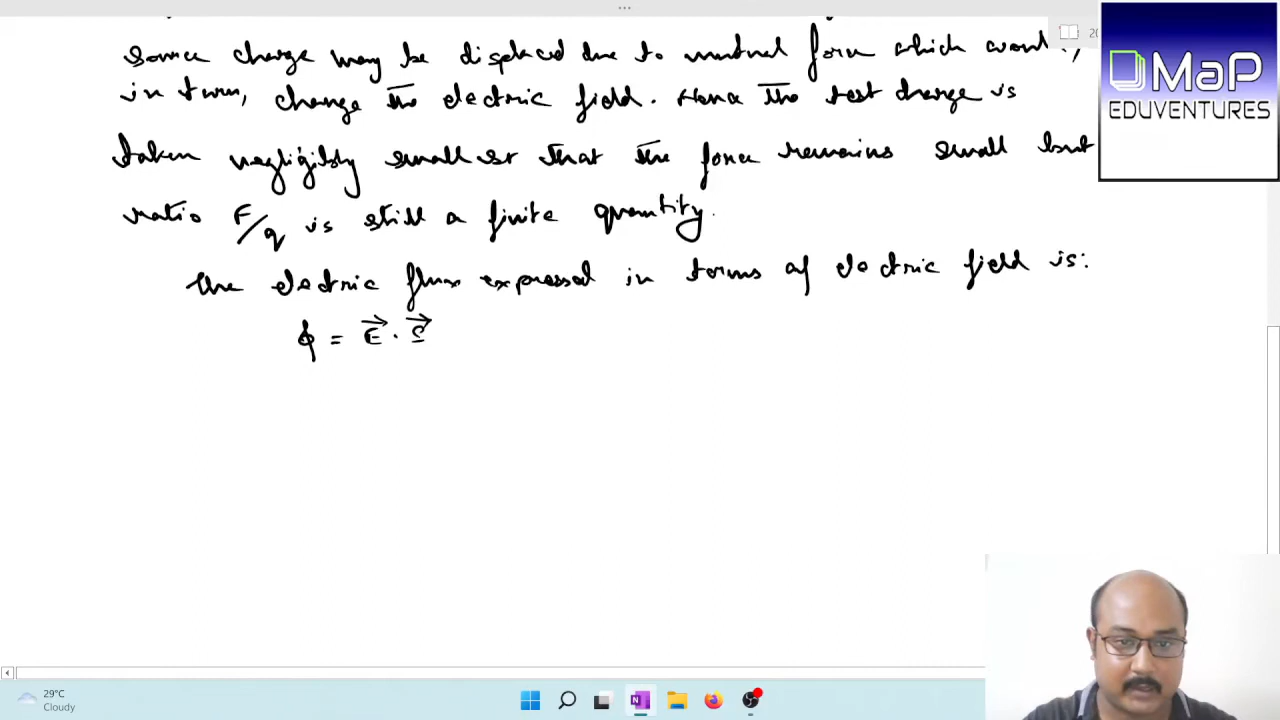 source charge may be displaced due to mutual force which would,
in turn, change the electric field. Hence the test charge is
taken negligibly small so that the force remains small but
ratio F/q is still a finite quantity.
The electric flux expressed in terms of electric field is:
ϕ = E⃗ . S⃗
MaP
EDUVENTURES
29°C
Cloudy